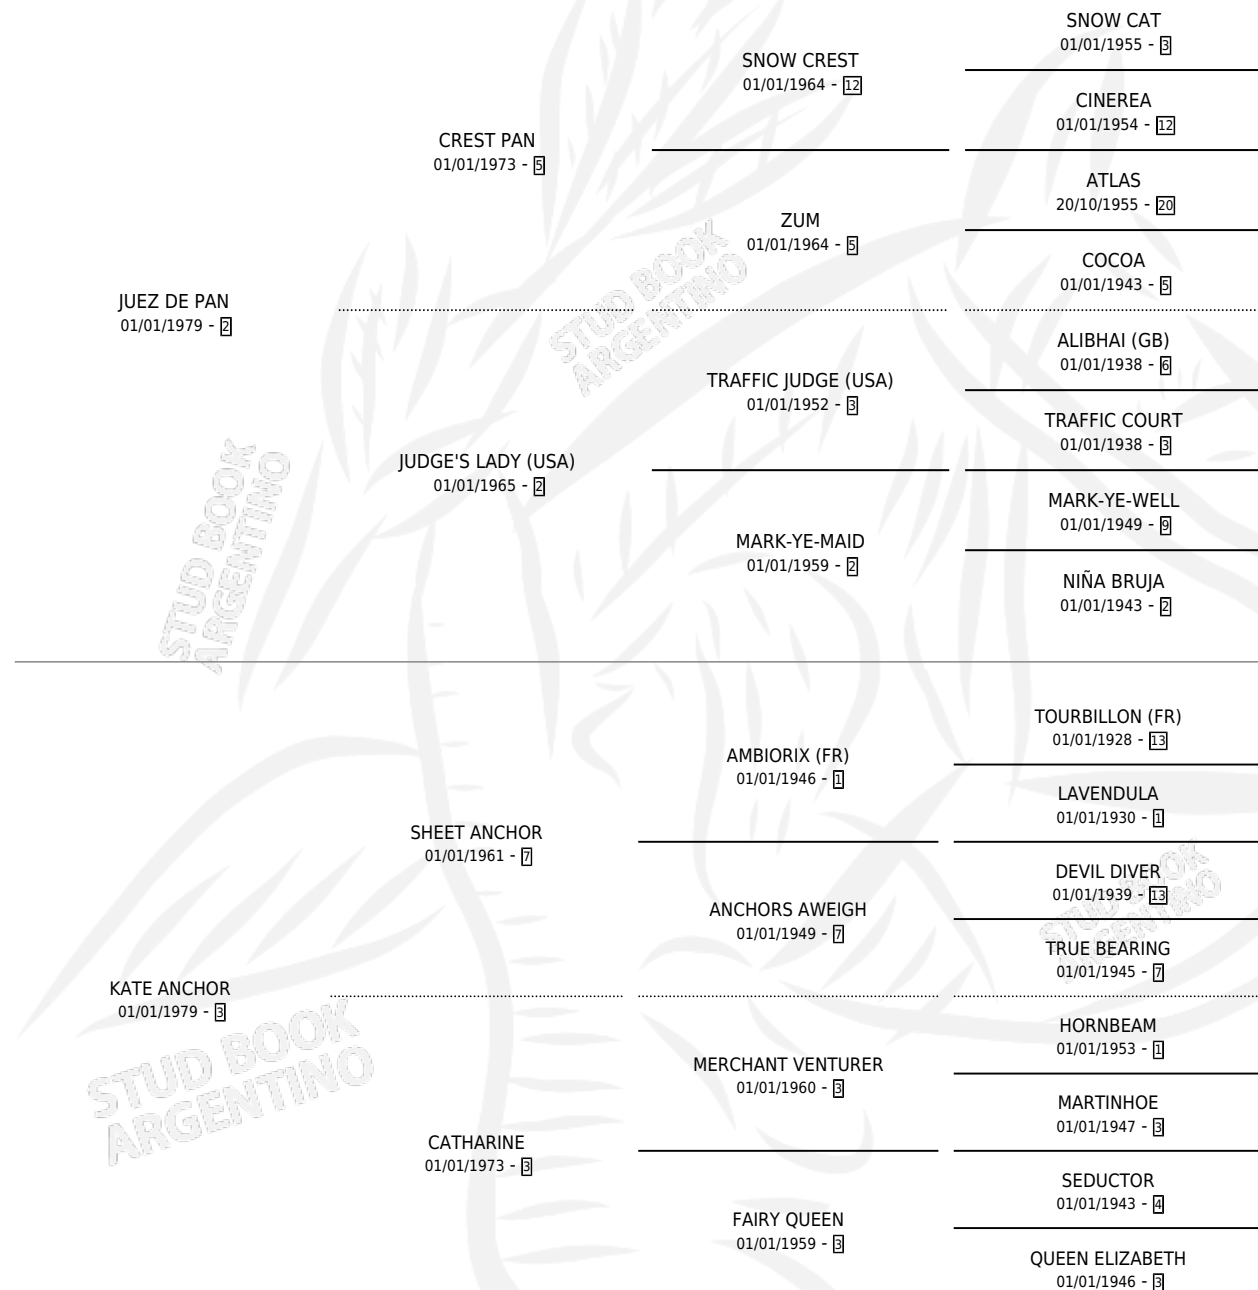 SNOW CAT
01/01/1955 - 3
SNOW CREST
01/01/1964 - 12
CINEREA
01/01/1954 - 12
CREST PAN
01/01/1973 - 5
ATLAS
20/10/1955 - 20
ZUM
01/01/1964 - 5
COCOA
01/01/1943 - 5
JUEZ DE PAN
01/01/1979 - 2
ALIBHAI (GB)
01/01/1938 - 6
TRAFFIC JUDGE (USA)
01/01/1952 - 3
TRAFFIC COURT
01/01/1938 - 3
JUDGE'S LADY (USA)
01/01/1965 - 2
MARK-YE-WELL
01/01/1949 - 9
MARK-YE-MAID
01/01/1959 - 2
NIÑA BRUJA
01/01/1943 - 2
TOURBILLON (FR)
01/01/1928 - 13
AMBIORIX (FR)
01/01/1946 - 1
LAVENDULA
01/01/1930 - 1
SHEET ANCHOR
01/01/1961 - 7
DEVIL DIVER
01/01/1939 - 13
ANCHORS AWEIGH
01/01/1949 - 7
TRUE BEARING
01/01/1945 - 7
KATE ANCHOR
01/01/1979 - 3
HORNBEAM
01/01/1953 - 1
MERCHANT VENTURER
01/01/1960 - 3
MARTINHOE
01/01/1947 - 3
CATHARINE
01/01/1973 - 3
SEDUCTOR
01/01/1943 - 4
FAIRY QUEEN
01/01/1959 - 3
QUEEN ELIZABETH
01/01/1946 - 3
STUD BOOK
ARGENTINO
STUD BOOK
ARGENTINO
STUD BOOK
ARGENTINO
STUD BOOK
ARGENTINO